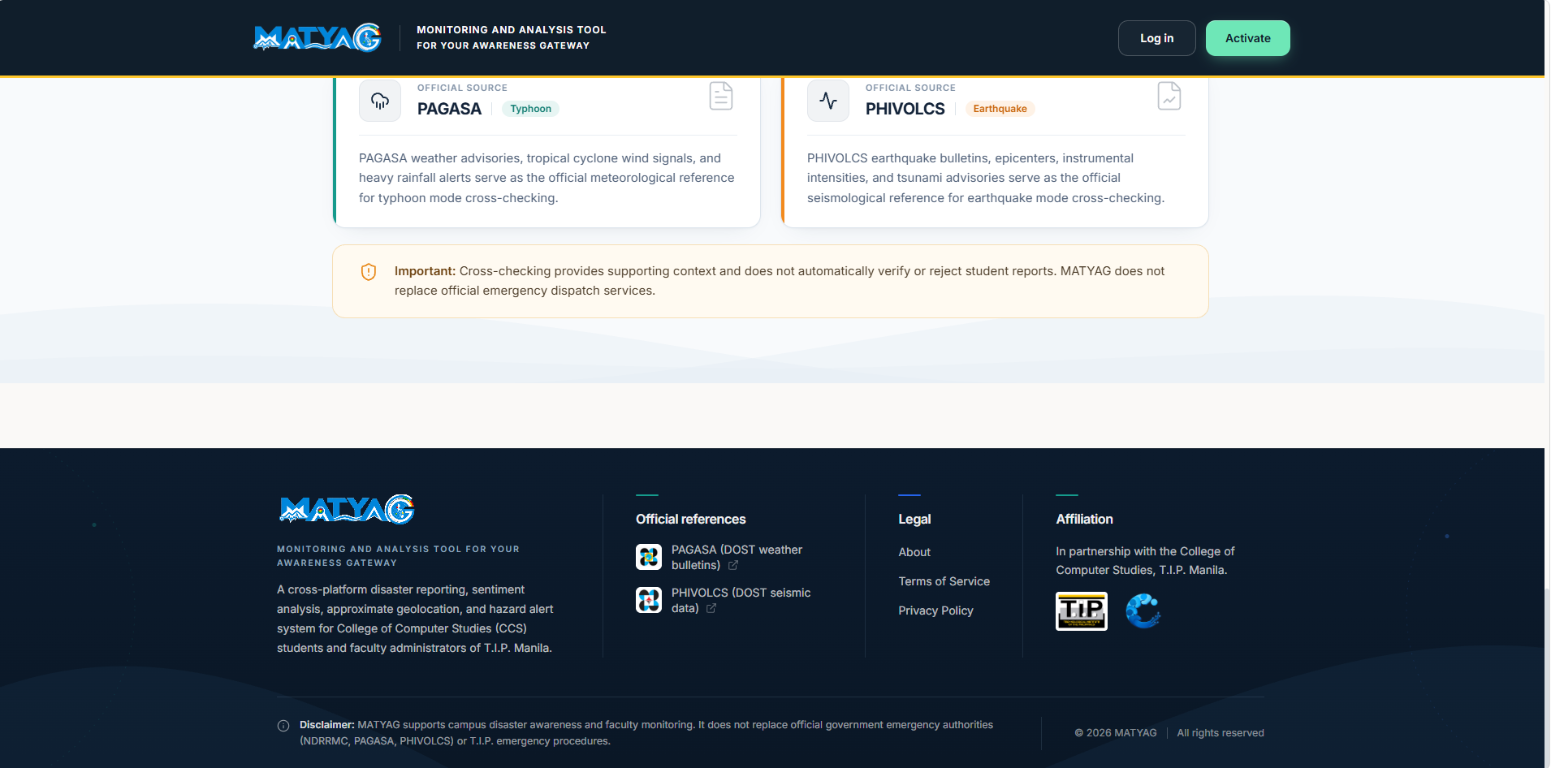 MATYAG
MONITORING AND ANALYSIS TOOL
FOR YOUR AWARENESS GATEWAY
Log in
Activate
OFFICIAL SOURCE
PAGASA
Typhoon
PAGASA weather advisories, tropical cyclone wind signals, and
heavy rainfall alerts serve as the official meteorological reference
for typhoon mode cross-checking.
OFFICIAL SOURCE
PHIVOLCS
Earthquake
PHIVOLCS earthquake bulletins, epicenters, instrumental
intensities, and tsunami advisories serve as the official
seismological reference for earthquake mode cross-checking.
Important: Cross-checking provides supporting context and does not automatically verify or reject student reports. MATYAG does not
replace official emergency dispatch services.
MATYAG
MONITORING AND ANALYSIS TOOL FOR YOUR
AWARENESS GATEWAY
A cross-platform disaster reporting, sentiment
analysis, approximate geolocation, and hazard alert
system for College of Computer Studies (CCS)
students and faculty administrators of T.I.P. Manila.
Official references
PAGASA (DOST weather
bulletins)
PHIVOLCS (DOST seismic
data)
Legal
About
Terms of Service
Privacy Policy
Affiliation
In partnership with the College of
Computer Studies, T.I.P. Manila.
TIP
Disclaimer: MATYAG supports campus disaster awareness and faculty monitoring. It does not replace official government emergency authorities
(NDRRMC, PAGASA, PHIVOLCS) or T.I.P. emergency procedures.
© 2026 MATYAG
All rights reserved